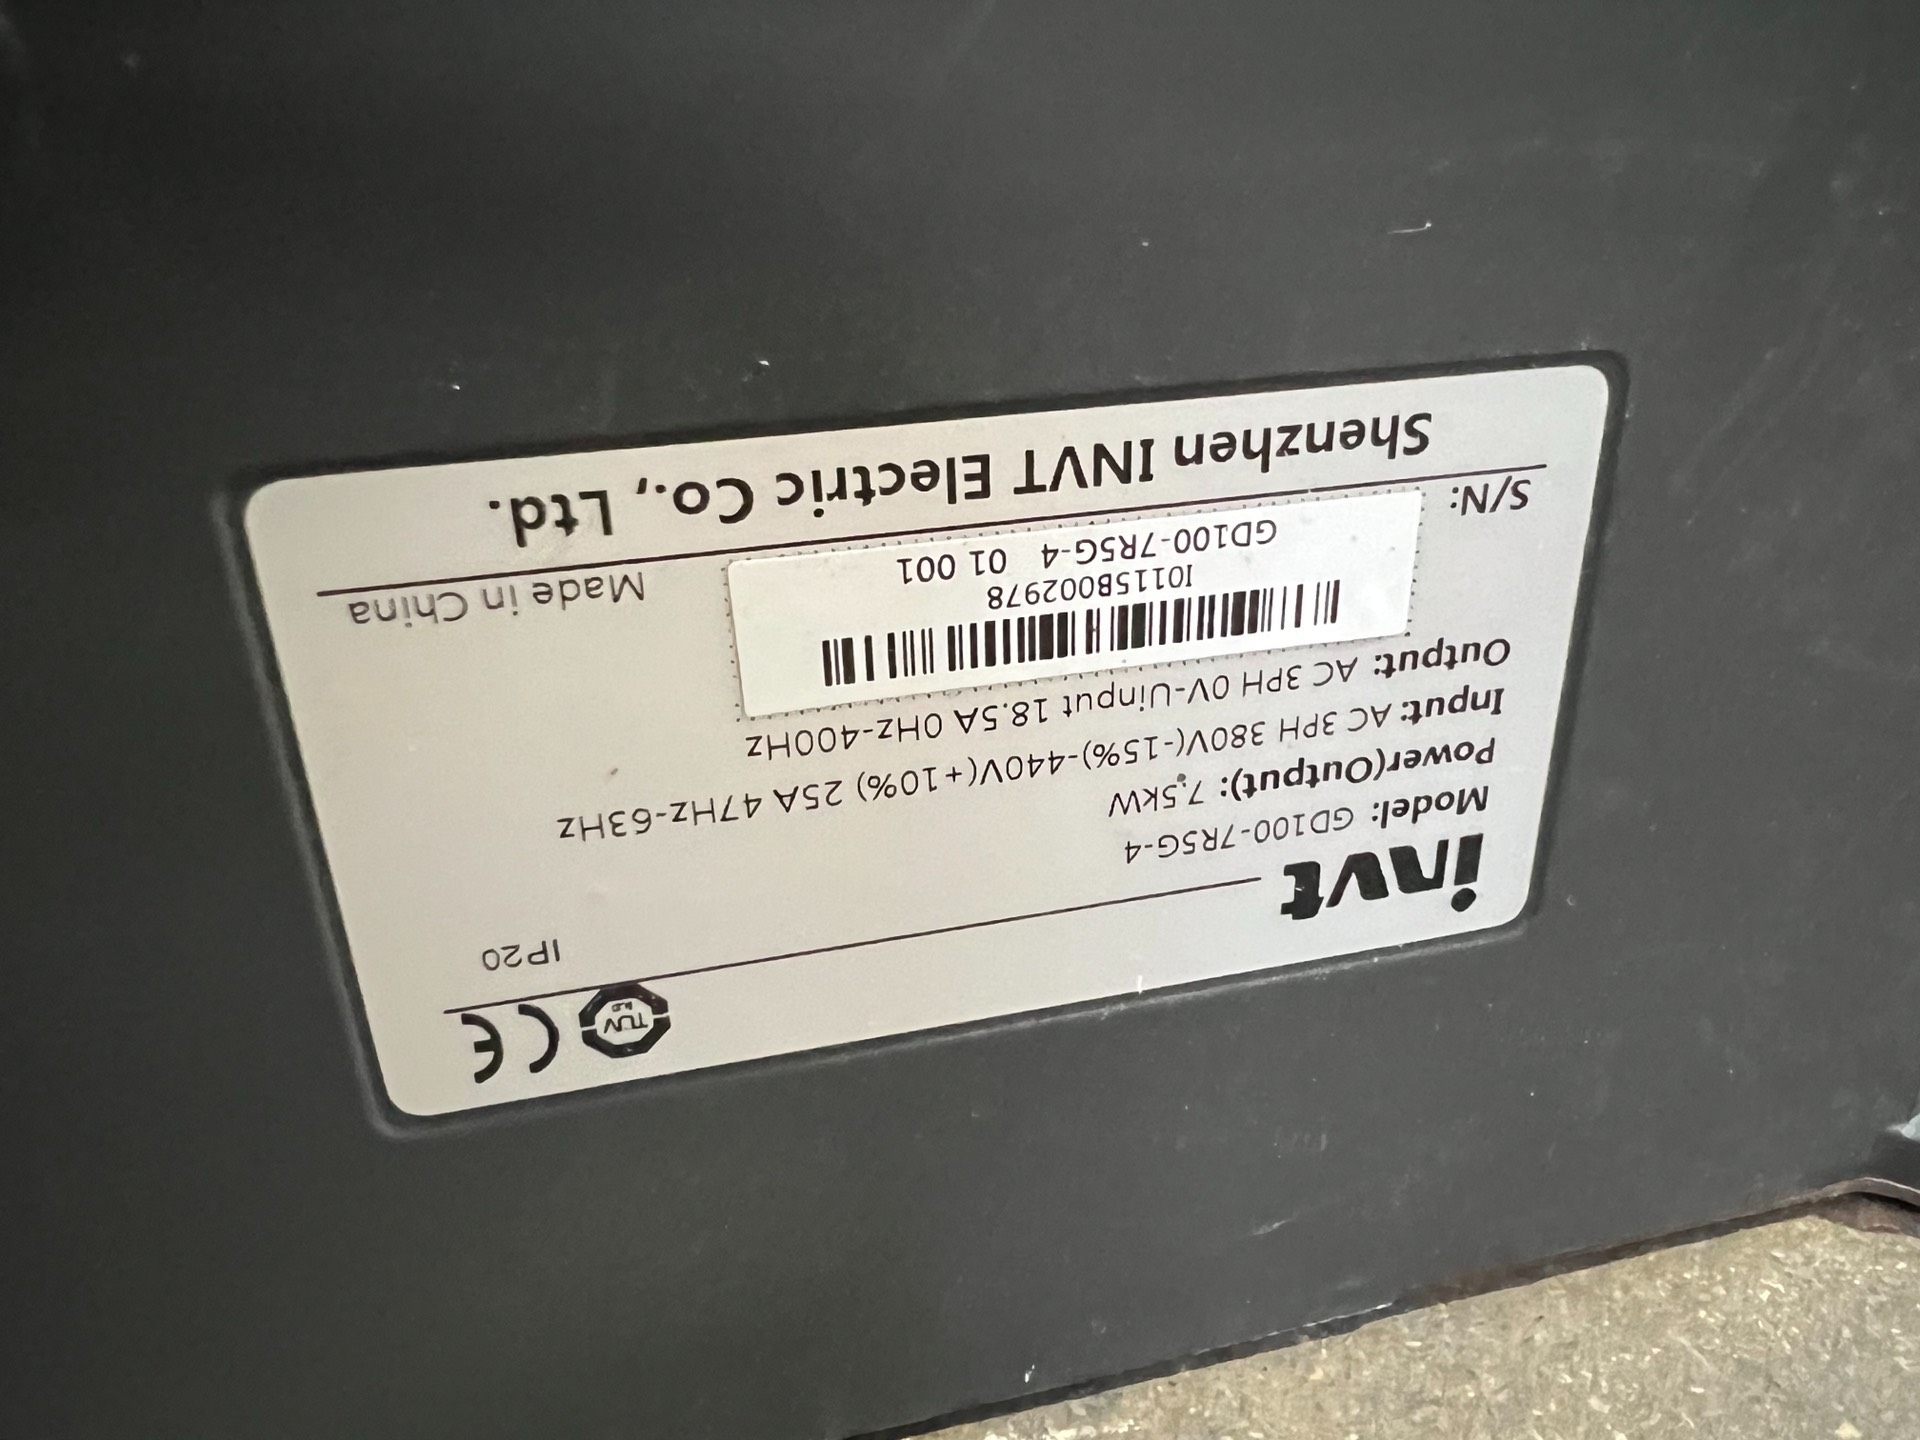 invt
CE
TUV
IP20
Model: GD100-7R5G-4
Power(Output): 7.5kW
Input: AC 3PH 380V(-15%)-440V(+10%) 25A 47Hz-63Hz
Output: AC 3PH 0V-Uinput 18.5A 0Hz-400Hz
I0115B002978
GD100-7R5G-4 01 001
S/N:
Made in China
Shenzhen INVT Electric Co., Ltd.